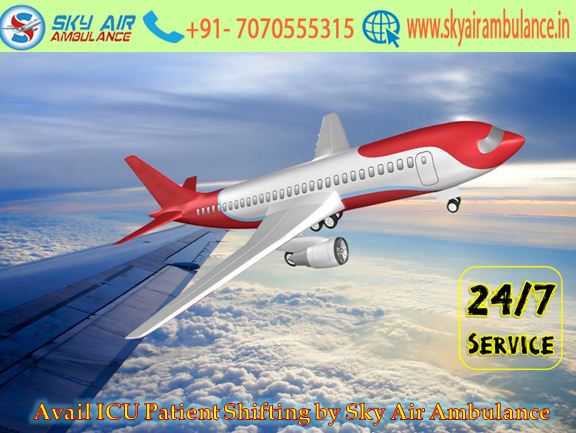 SKY AIR
AMBULANCE
+91- 7070555315
www.skyairambulance.in
24/7
SERVICE
Avail ICU Patient Shifting by Sky Air Ambulance